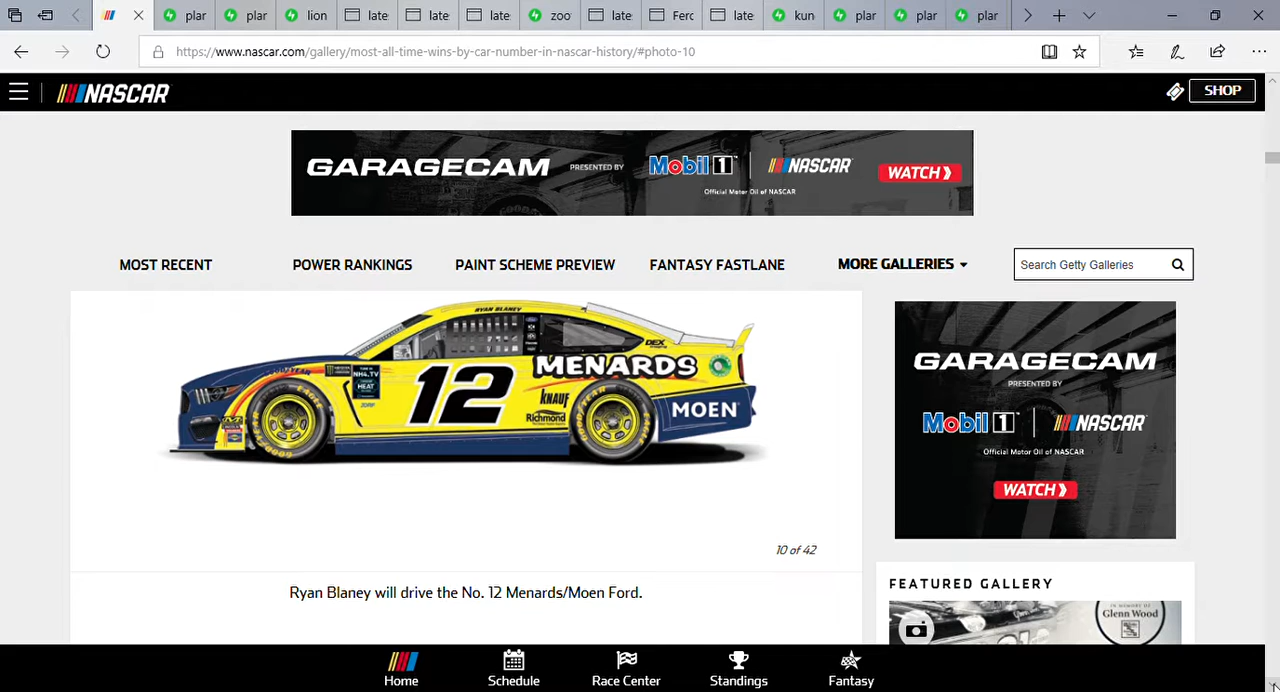 plar
plar
lion
late
late
late
zoo
late
Ferc
late
kun
plar
plar
plar
https://www.nascar.com/gallery/most-all-time-wins-by-car-number-in-nascar-history/#photo-10
NASCAR
SHOP
GARAGECAM PRESENTED BY Mobil 1 NASCAR WATCH
Official Motor Oil of NASCAR
MOST RECENT POWER RANKINGS PAINT SCHEME PREVIEW FANTASY FASTLANE MORE GALLERIES Search Getty Galleries
RYAN BLANEY
DEX
MENARDS
12
GOODYEAR
KNAUF
Richmond
MOEN
10 of 42
Ryan Blaney will drive the No. 12 Menards/Moen Ford.
GARAGECAM
PRESENTED BY
Mobil 1 NASCAR
Official Motor Oil of NASCAR
WATCH
FEATURED GALLERY
IN MEMORY OF
Glenn Wood
Home Schedule Race Center Standings Fantasy